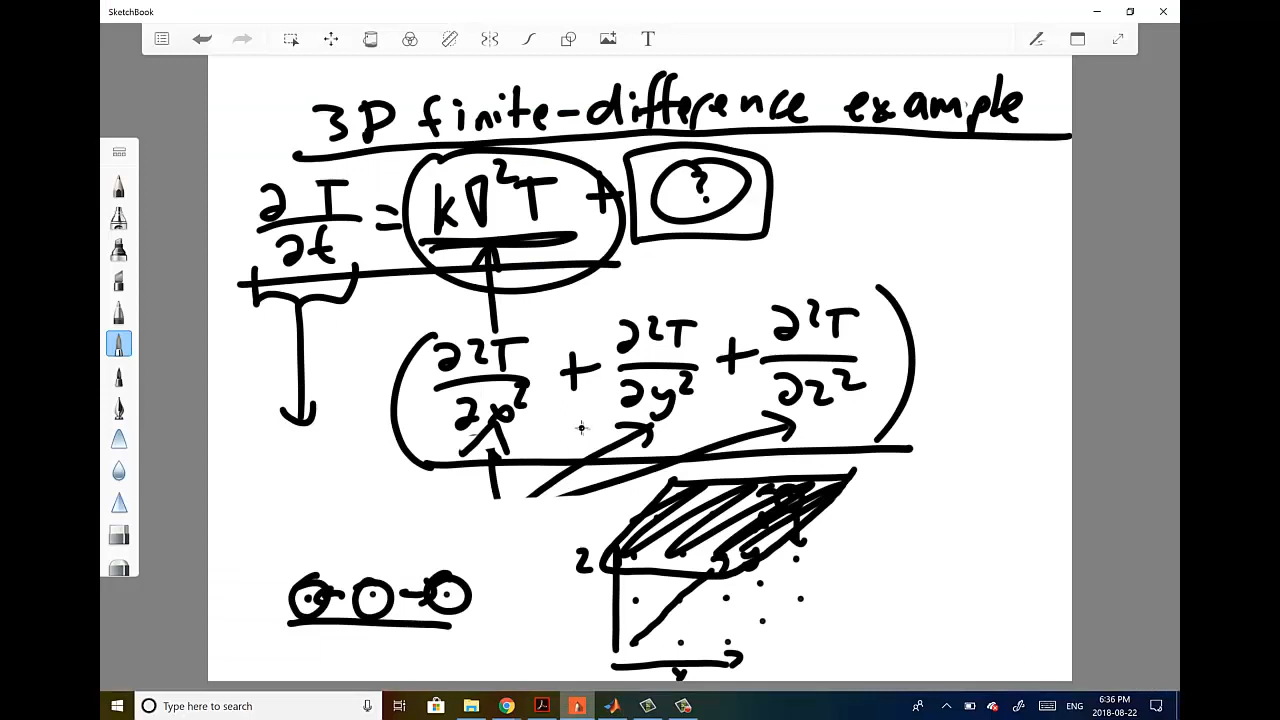 SketchBook
3D finite-difference example
∂T/∂t = k∇²T + ?
(∂²T/∂x² + ∂²T/∂y² + ∂²T/∂z²)
z
y
x
Type here to search
ENG
6:36 PM
2018-08-22